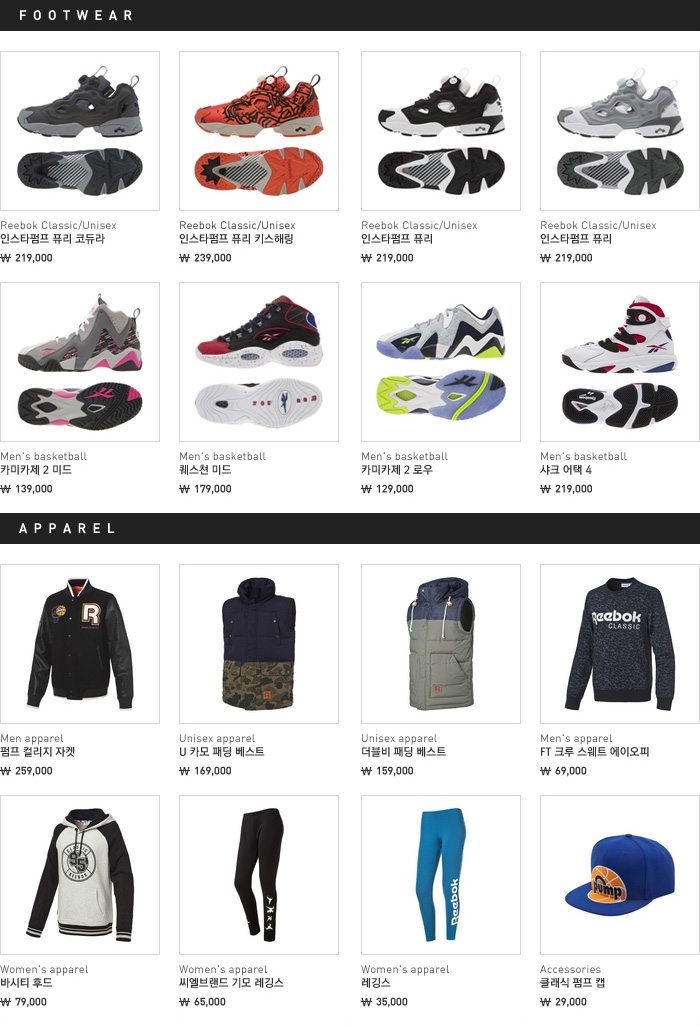 FOOTWEAR
Reebok Classic/Unisex
인스타펌프 퓨리 코듀라
₩ 219,000
Reebok Classic/Unisex
인스타펌프 퓨리 키스해링
₩ 239,000
Reebok Classic/Unisex
인스타펌프 퓨리
₩ 219,000
Reebok Classic/Unisex
인스타펌프 퓨리
₩ 219,000
Men's basketball
카미카제 2 미드
₩ 139,000
Men's basketball
퀘스천 미드
₩ 179,000
Men's basketball
카미카제 2 로우
₩ 129,000
Men's basketball
샤크 어택 4
₩ 219,000
APPAREL
R
Reebok
CLASSIC
Men apparel
펌프 컬리지 자켓
₩ 259,000
Unisex apparel
U 카모 패딩 베스트
₩ 169,000
Unisex apparel
더블비 패딩 베스트
₩ 159,000
Men's apparel
FT 크루 스웨트 에이오피
₩ 69,000
95
REEBOK
Reebok
pump
Women's apparel
바시티 후드
₩ 79,000
Women's apparel
씨엘브랜드 기모 레깅스
₩ 65,000
Women's apparel
레깅스
₩ 35,000
Accessories
클래식 펌프 캡
₩ 29,000